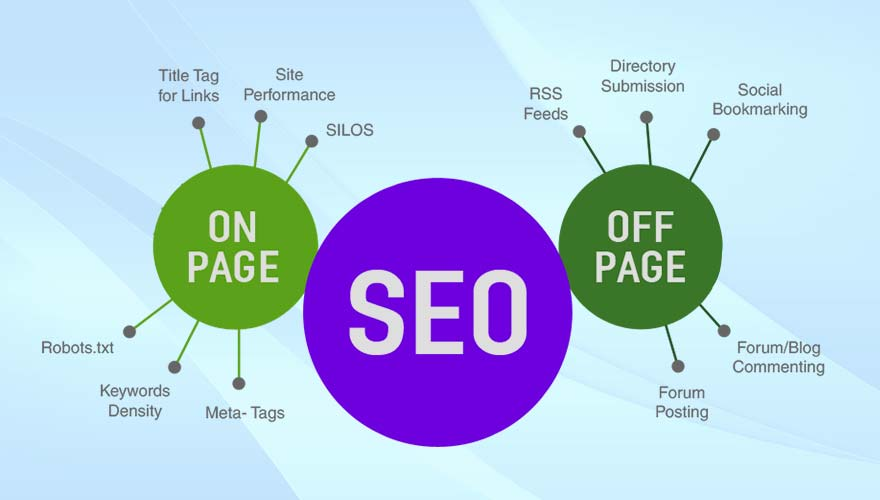 Title Tag
for Links
Site
Performance
SILOS
ON
PAGE
Robots.txt
Keywords
Density
Meta- Tags
SEO
RSS
Feeds
Directory
Submission
Social
Bookmarking
OFF
PAGE
Forum/Blog
Commenting
Forum
Posting